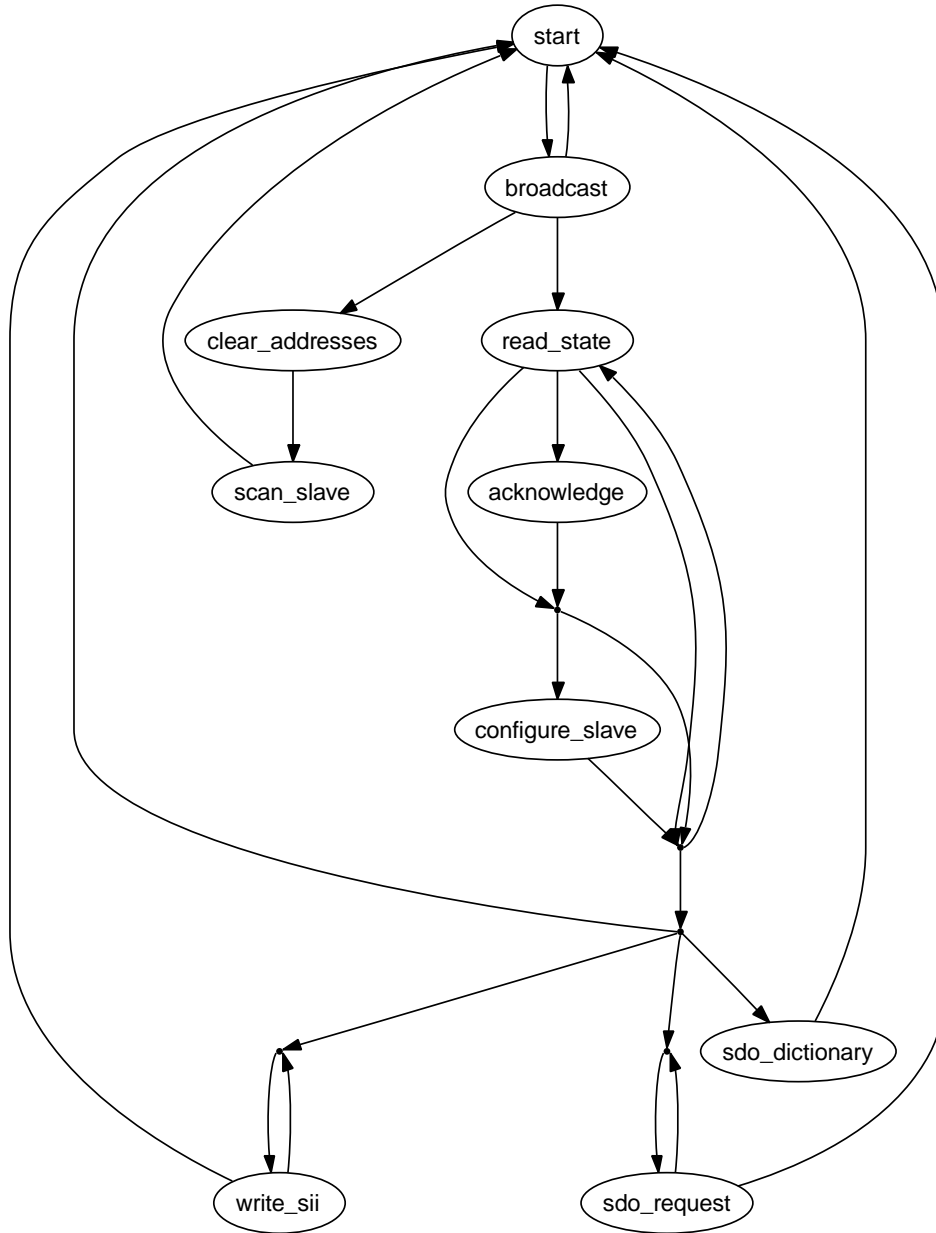 start
broadcast
clear_addresses
read_state
scan_slave
acknowledge
configure_slave
sdo_dictionary
write_sii
sdo_request